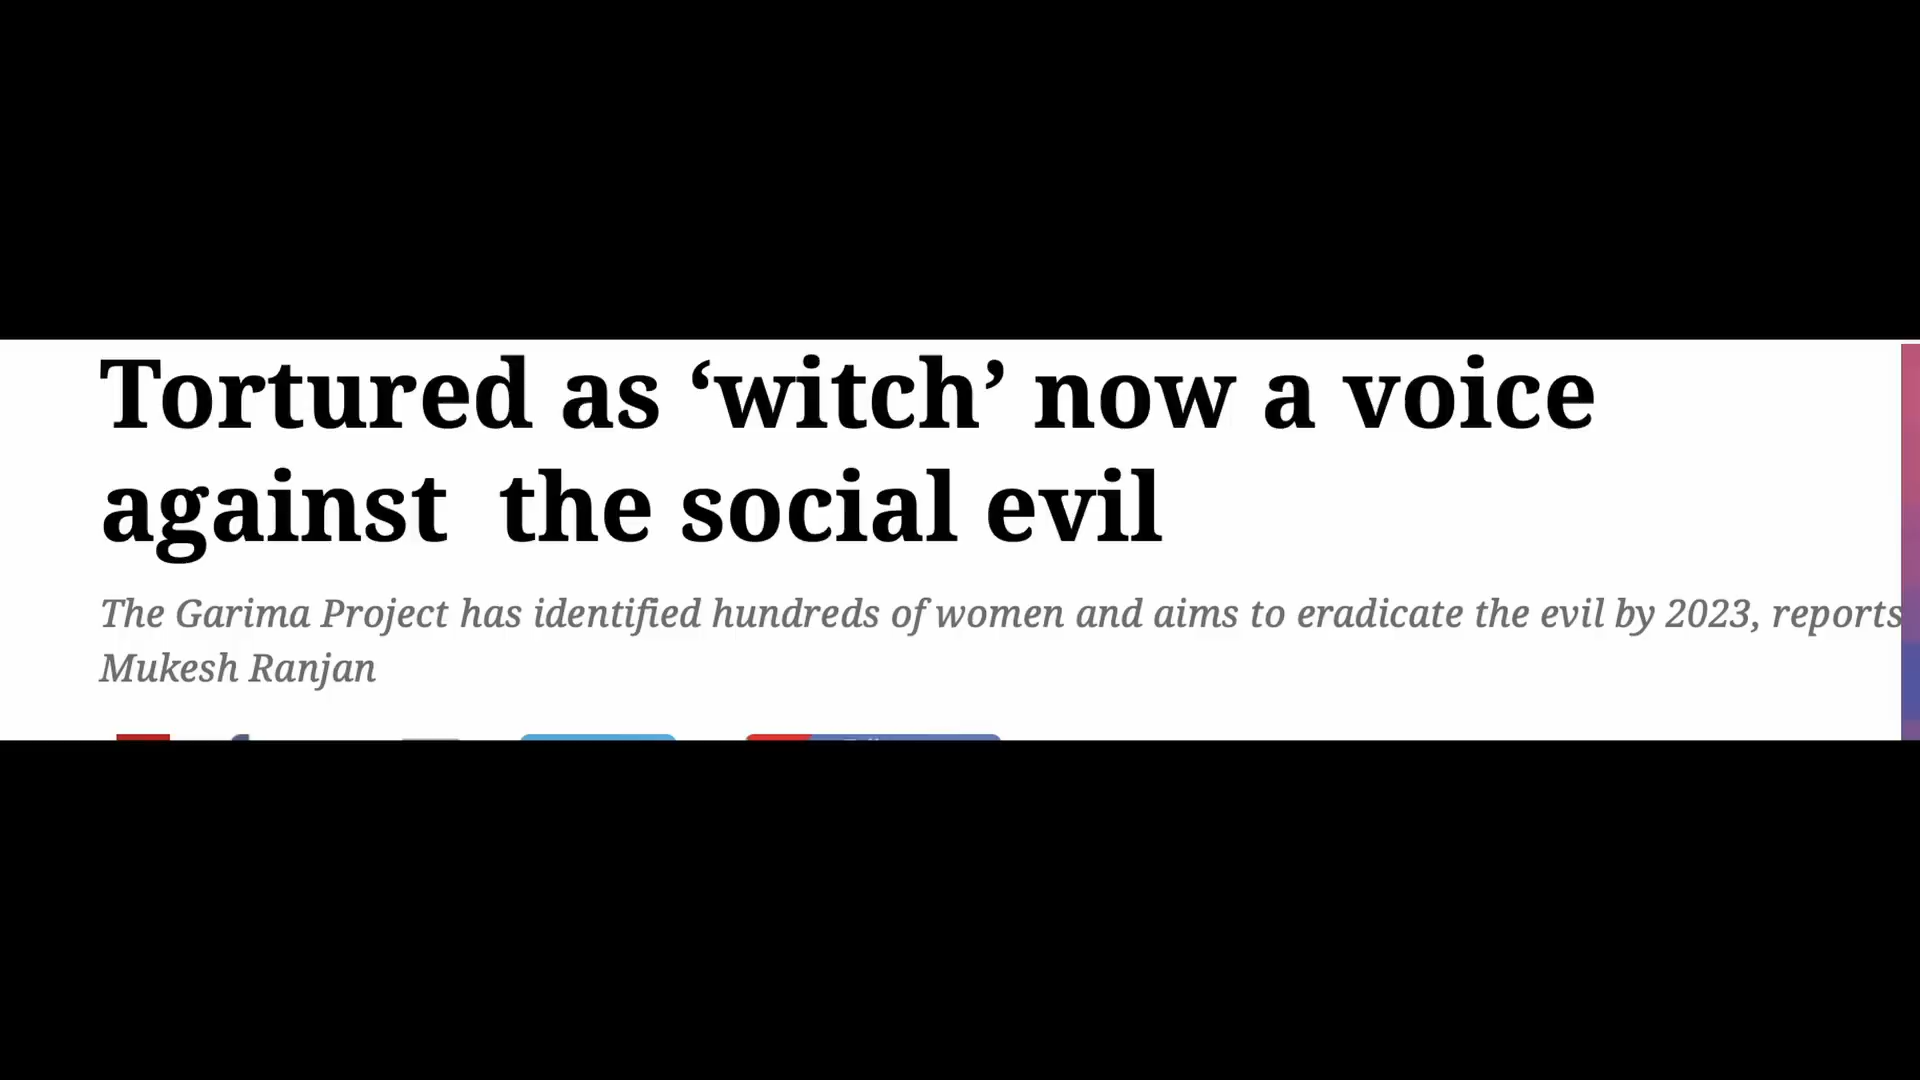 Tortured as ‘witch’ now a voice
against  the social evil
The Garima Project has identified hundreds of women and aims to eradicate the evil by 2023, reports
Mukesh Ranjan